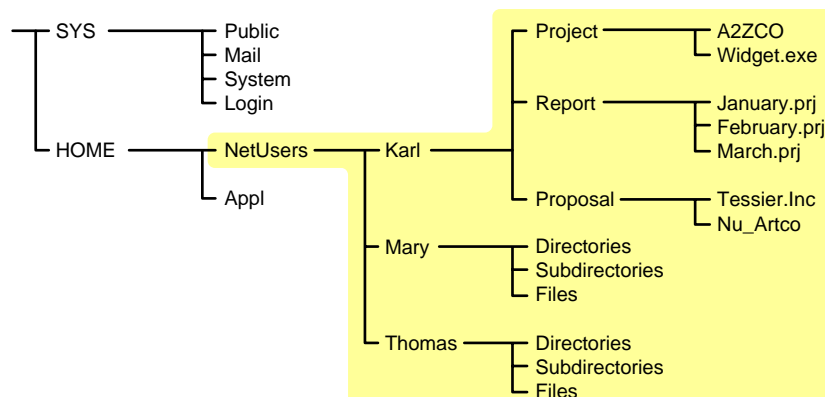 SYS Public Project A2ZCO
Mail Widget.exe
System
Login Report January.prj
February.prj
HOME NetUsers Karl March.prj
Appl Proposal Tessier.Inc
Nu_Artco
Mary Directories
Subdirectories
Files
Thomas Directories
Subdirectories
Files